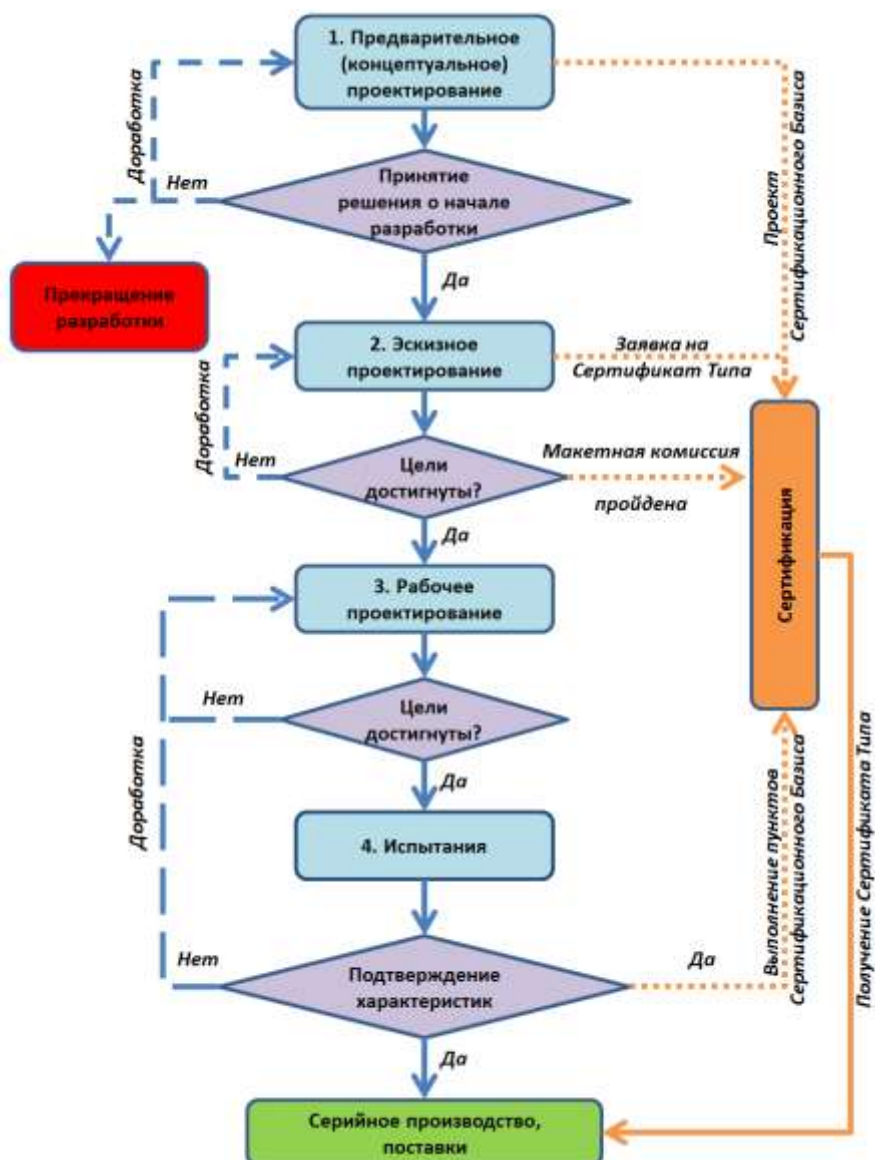 1. Предварительное
(концептуальное)
проектирование
Доработка
Нет
Принятие
решения о начале
разработки
Проект
Сертификационного Базиса
Прекращение
разработки
Да
2. Эскизное
проектирование
Заявка на
Сертификат Типа
Доработка
Нет
Цели
достигнуты?
Макетная комиссия
пройдена
Сертификация
Да
3. Рабочее
проектирование
Нет
Цели
достигнуты?
Доработка
Да
4. Испытания
Выполнение пунктов
Сертификационного Базиса
Получение Сертификата Типа
Нет
Подтверждение
характеристик
Да
Да
Серийное производство,
поставки